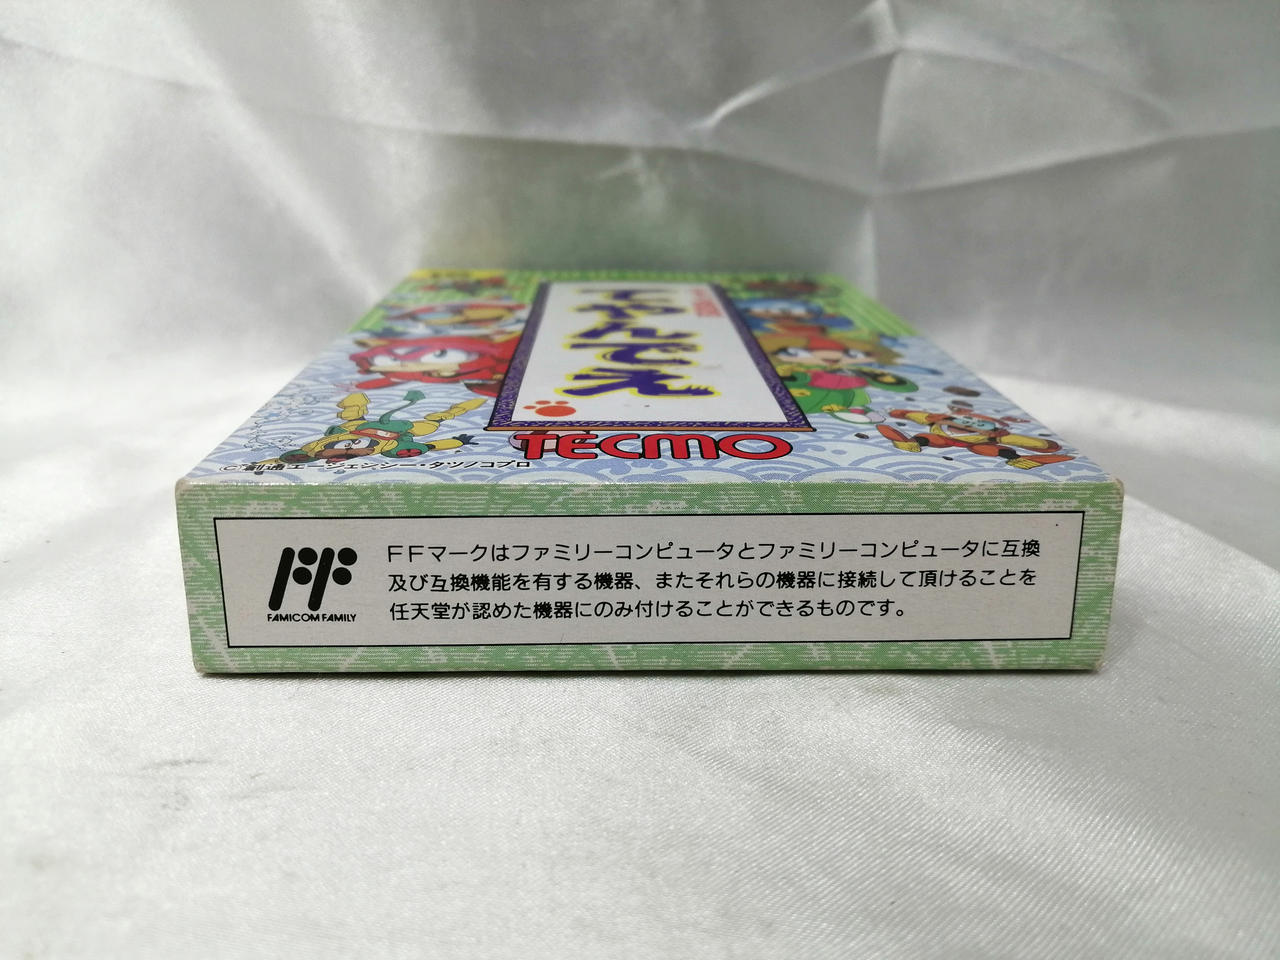 てやんでえ
TECMO
©創通エージェンシー・タツノコプロ
FFマークはファミリーコンピュータとファミリーコンピュータに互換
及び互換機能を有する機器、またそれらの機器に接続して頂けることを
任天堂が認めた機器にのみ付けることができるものです。
FF
FAMICOM FAMILY